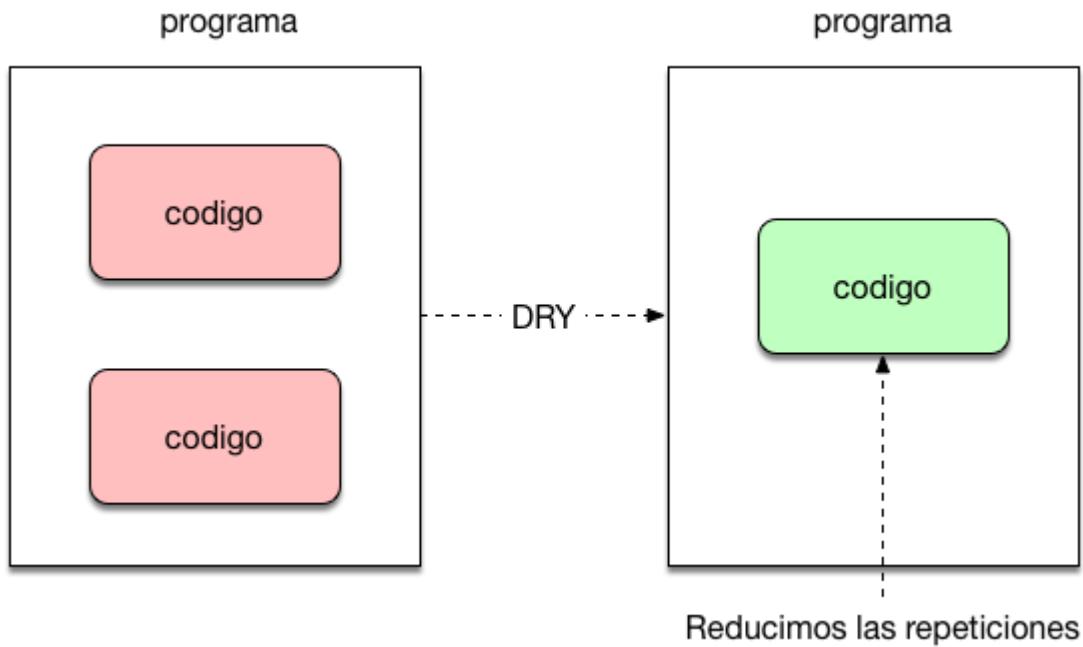 programa
programa
codigo
codigo
DRY
codigo
Reducimos las repeticiones